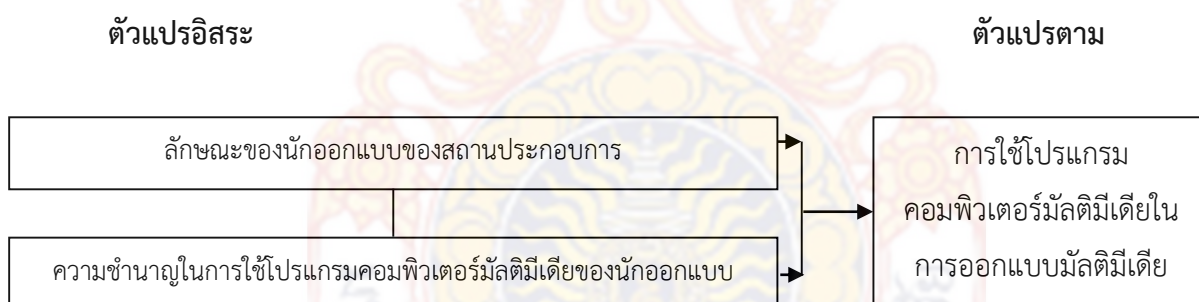 ตัวแปรอิสระ
ตัวแปรตาม
ลักษณะของนักออกแบบของสถานประกอบการ
ความชำนาญในการใช้โปรแกรมคอมพิวเตอร์มัลติมีเดียของนักออกแบบ
การใช้โปรแกรม
คอมพิวเตอร์มัลติมีเดียใน
การออกแบบมัลติมีเดีย